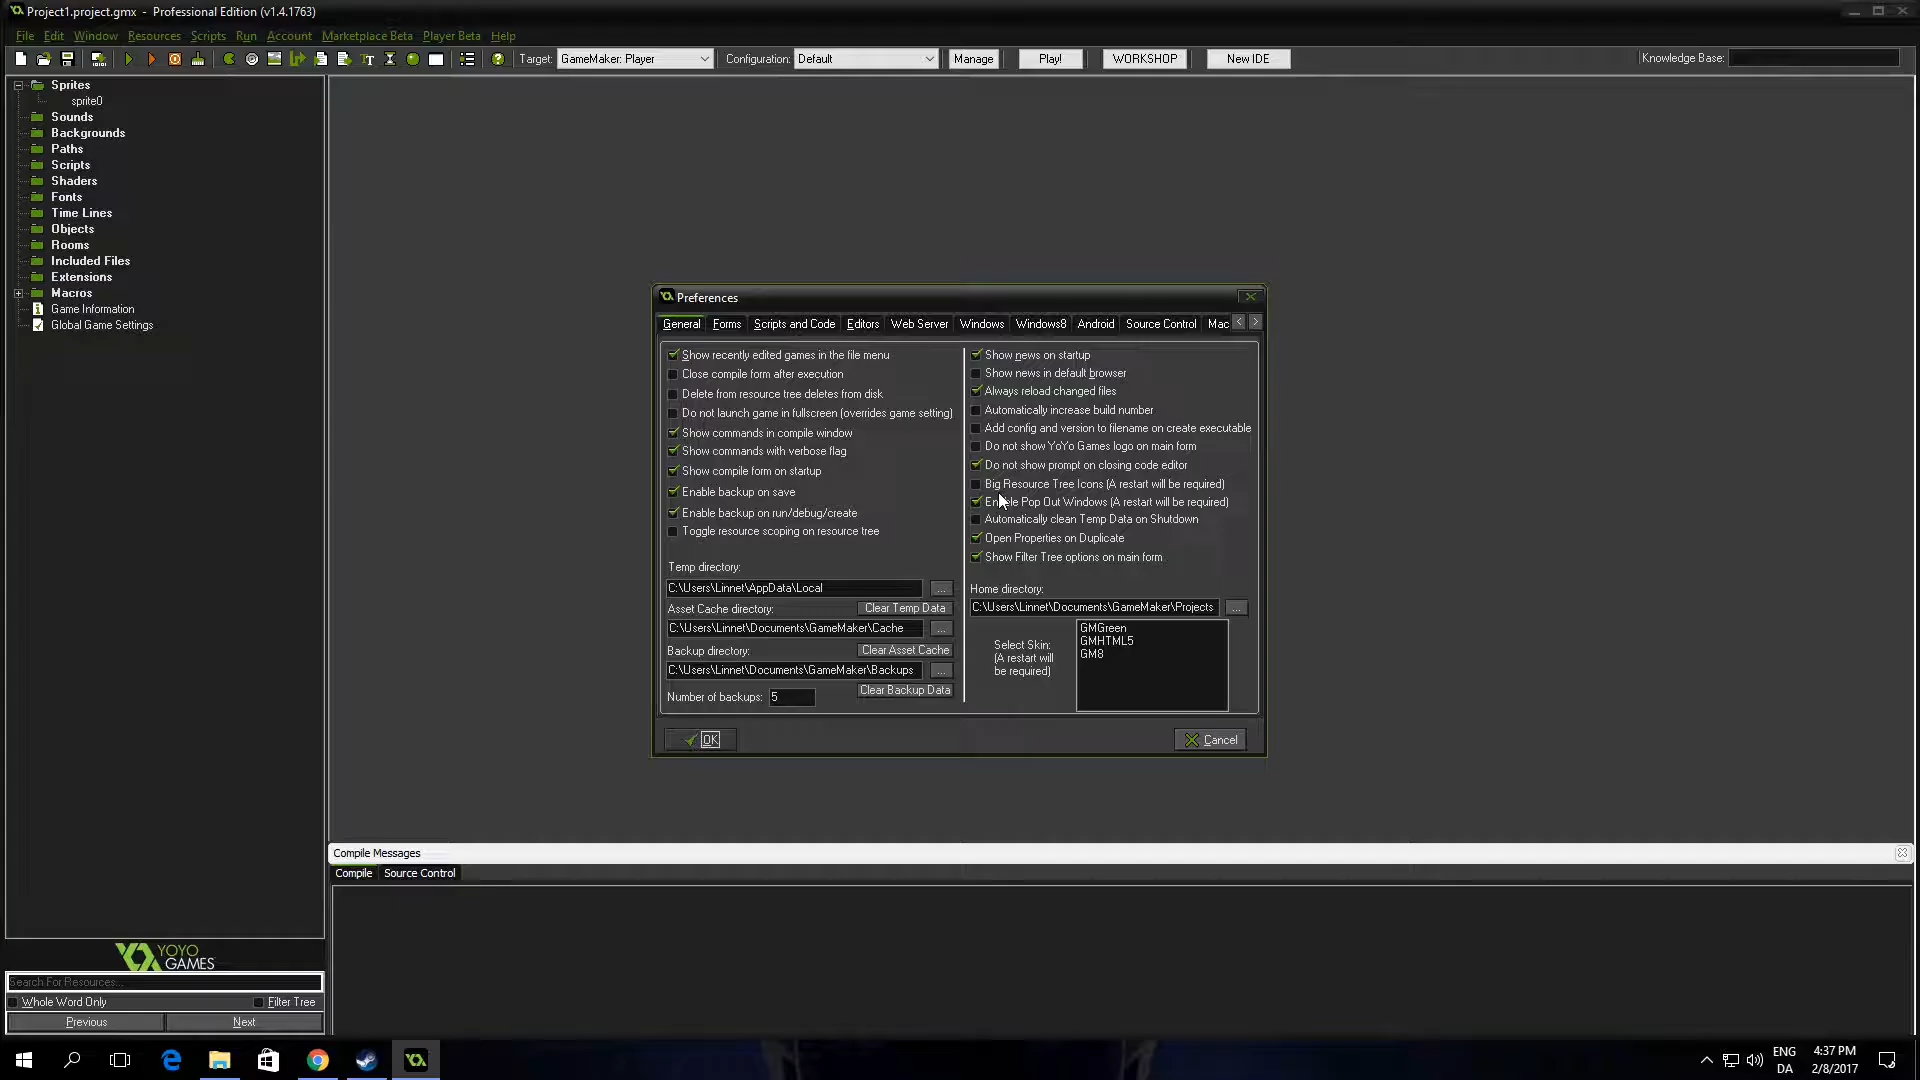 Project1.project.gmx - Professional Edition (v1.4.1763)
File Edit Window Resources Scripts Run Account Marketplace Beta Player Beta Help
Target: GameMaker: Player Configuration: Default Manage Play! WORKSHOP New IDE Knowledge Base:
Sprites
sprite0
Sounds
Backgrounds
Paths
Scripts
Shaders
Fonts
Time Lines
Objects
Rooms
Included Files
Extensions
Macros
Game Information
Global Game Settings
Preferences
General Forms Scripts and Code Editors Web Server Windows Windows8 Android Source Control Mac
Show recently edited games in the file menu
Close compile form after execution
Delete from resource tree deletes from disk
Do not launch game in fullscreen (overrides game setting)
Show commands in compile window
Show commands with verbose flag
Show compile form on startup
Enable backup on save
Enable backup on run/debug/create
Toggle resource scoping on resource tree
Temp directory:
C:\Users\Linnet\AppData\Local ...
Asset Cache directory: Clear Temp Data
C:\Users\Linnet\Documents\GameMaker\Cache ...
Backup directory: Clear Asset Cache
C:\Users\Linnet\Documents\GameMaker\Backups ...
Number of backups: 5 Clear Backup Data
Show news on startup
Show news in default browser
Always reload changed files
Automatically increase build number
Add config and version to filename on create executable
Do not show YoYo Games logo on main form
Do not show prompt on closing code editor
Big Resource Tree Icons (A restart will be required)
Enable Pop Out Windows (A restart will be required)
Automatically clean Temp Data on Shutdown
Open Properties on Duplicate
Show Filter Tree options on main form
Home directory:
C:\Users\Linnet\Documents\GameMaker\Projects ...
Select Skin:
(A restart will
be required)
GMGreen
GMHTML5
GM8
OK Cancel
Compile Messages
Compile Source Control
YOYO
GAMES
Search For Resources...
Whole Word Only Filter Tree
Previous Next
ENG
DA
4:37 PM
2/8/2017